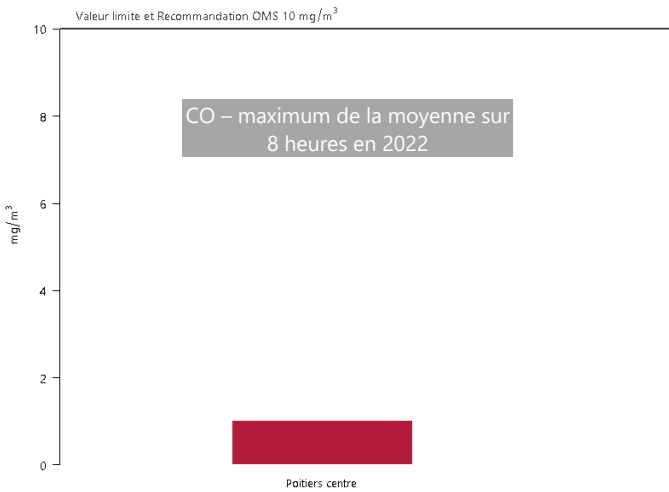 Valeur limite et Recommandation OMS 10 mg/m³
10
CO – maximum de la moyenne sur
8 heures en 2022
8
6
mg/m³
4
2
0
Poitiers centre